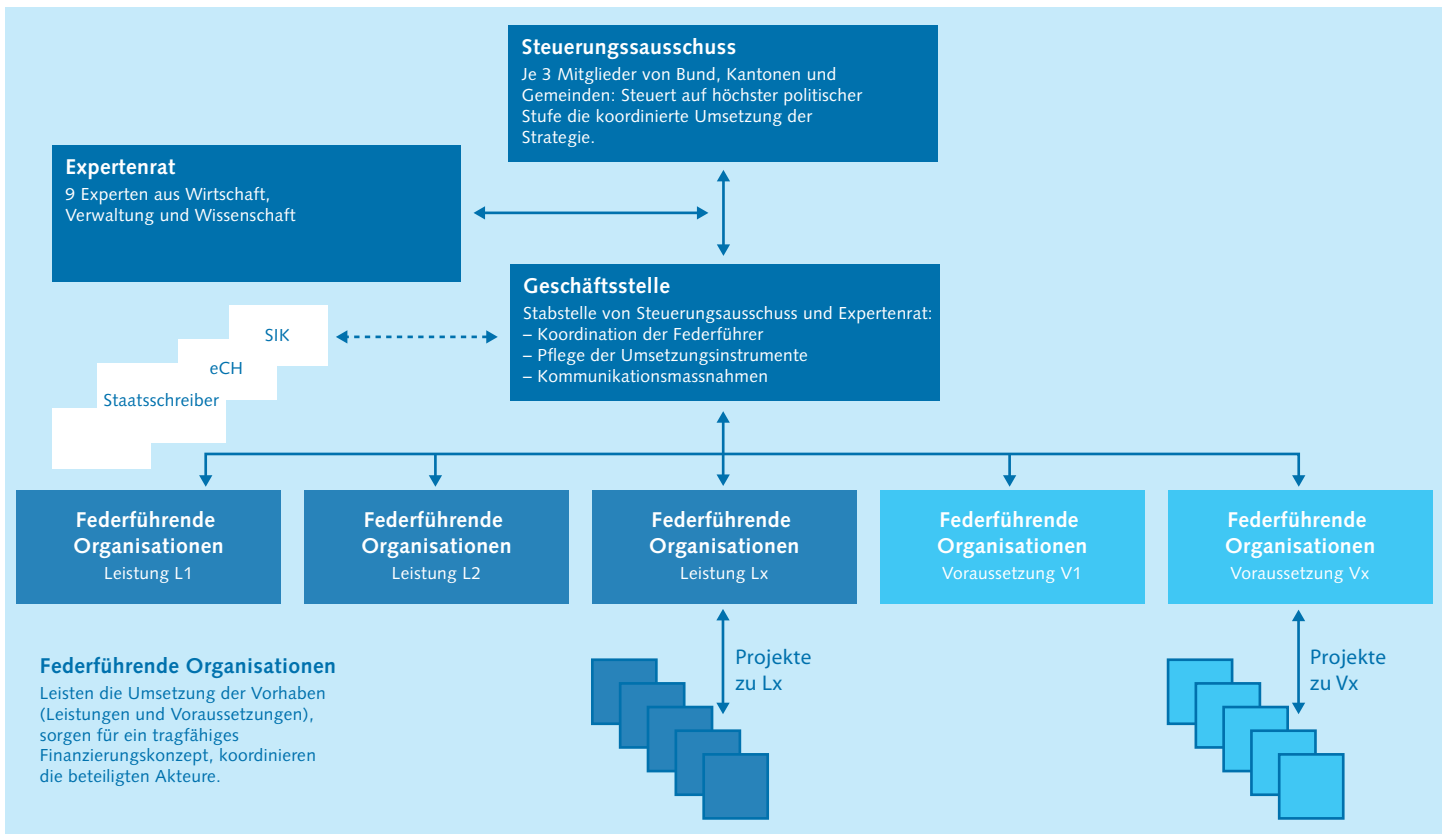 Steuerungssausschuss
Je 3 Mitglieder von Bund, Kantonen und
Gemeinden: Steuert auf höchster politischer
Stufe die koordinierte Umsetzung der
Strategie.
Expertenrat
9 Experten aus Wirtschaft,
Verwaltung und Wissenschaft
Geschäftsstelle
Stabstelle von Steuerungsausschuss und Expertenrat:
– Koordination der Federführer
– Pflege der Umsetzungsinstrumente
– Kommunikationsmassnahmen
SIK
eCH
Staatsschreiber
Federführende
Organisationen
Leistung L1
Federführende
Organisationen
Leistung L2
Federführende
Organisationen
Leistung Lx
Federführende
Organisationen
Voraussetzung V1
Federführende
Organisationen
Voraussetzung Vx
Federführende Organisationen
Leisten die Umsetzung der Vorhaben
(Leistungen und Voraussetzungen),
sorgen für ein tragfähiges
Finanzierungskonzept, koordinieren
die beteiligten Akteure.
Projekte
zu Lx
Projekte
zu Vx